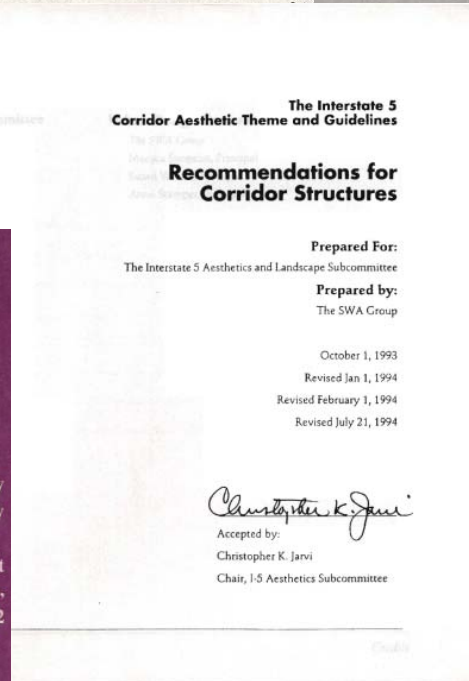 The Interstate 5
Corridor Aesthetic Theme and Guidelines
Recommendations for
Corridor Structures
Prepared For:
The Interstate 5 Aesthetics and Landscape Subcommittee
Prepared by:
The SWA Group
October 1, 1993
Revised Jan 1, 1994
Revised February 1, 1994
Revised July 21, 1994
Christopher K. Jarvi
Accepted by:
Christopher K. Jarvi
Chair, I-5 Aesthetics Subcommittee